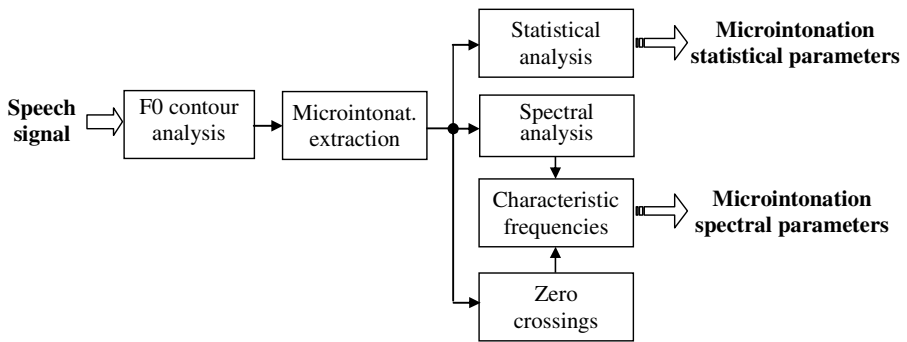 Speech
signal
F0 contour
analysis
Microintonat.
extraction
Statistical
analysis
Microintonation
statistical parameters
Spectral
analysis
Characteristic
frequencies
Microintonation
spectral parameters
Zero
crossings